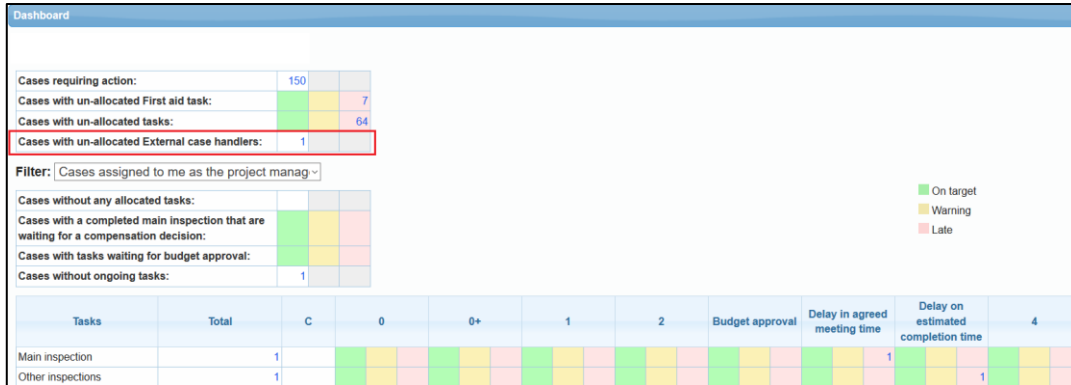 Dashboard
Cases requiring action: 150
Cases with un-allocated First aid task: 7
Cases with un-allocated tasks: 64
Cases with un-allocated External case handlers: 1
Filter: Cases assigned to me as the project manag
Cases without any allocated tasks:
Cases with a completed main inspection that are
waiting for a compensation decision:
Cases with tasks waiting for budget approval:
Cases without ongoing tasks: 1
On target
Warning
Late
Tasks Total C 0 0+ 1 2 Budget approval Delay in agreed meeting time Delay on estimated completion time 4
Main inspection 1 1
Other inspections 1 1